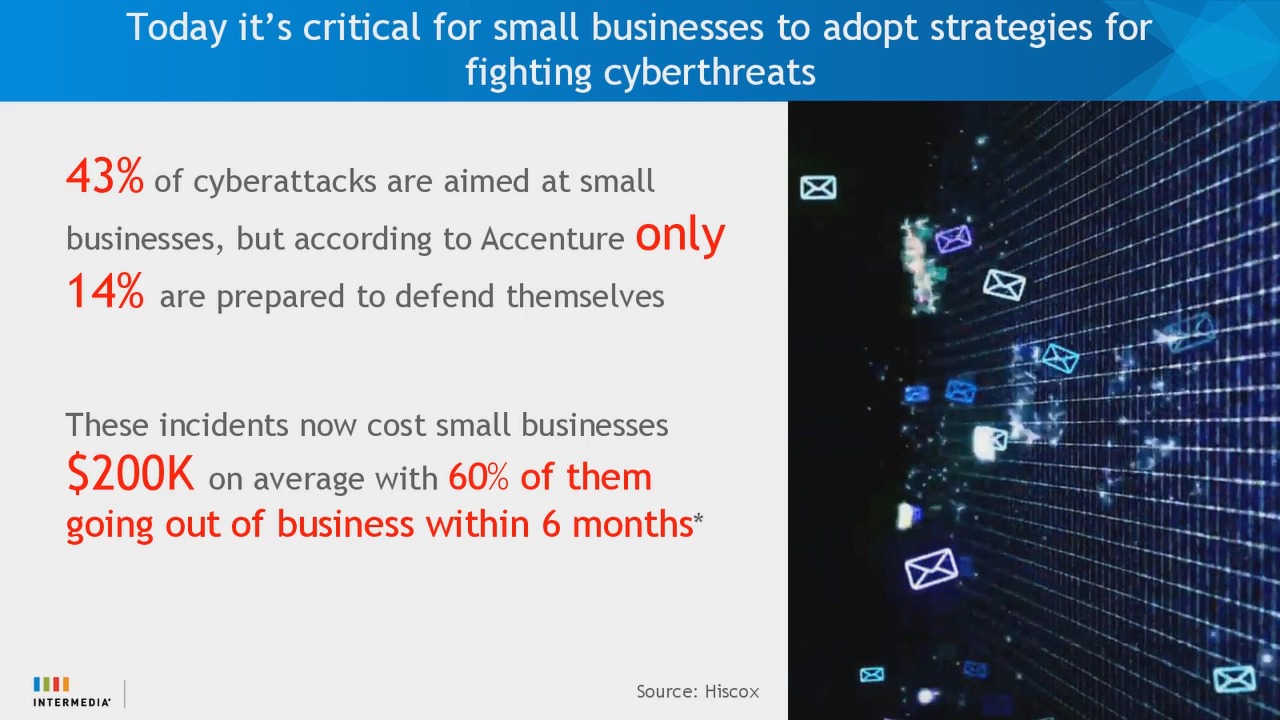 Today it’s critical for small businesses to adopt strategies for
fighting cyberthreats
43% of cyberattacks are aimed at small
businesses, but according to Accenture only
14% are prepared to defend themselves
These incidents now cost small businesses
$200K on average with 60% of them
going out of business within 6 months*
INTERMEDIA®
Source: Hiscox